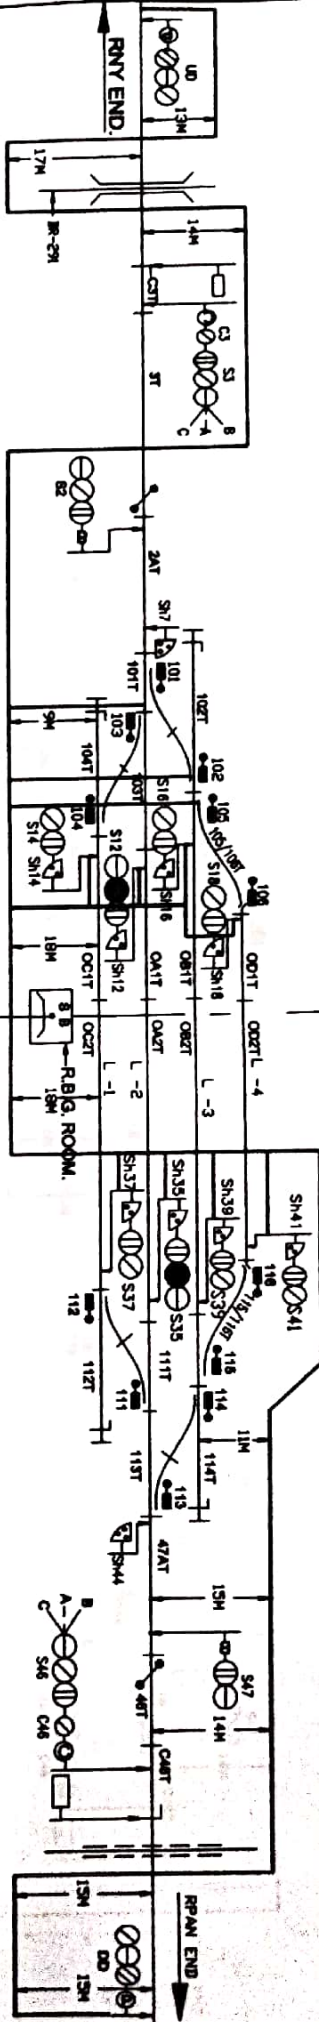 RNY END.
UD
13M
17M
BR-291
14M
C3T
3T
C3
S3
B
A
C
S2
2AT
Sh7
101
101T
102T
102
103
103T
104T
104
9M
105
105/106T
106
S16
Sh16
S18
Sh18
S14
Sh14
S12
Sh12
18M
OC1T
OA1T
OB1T
OD1T
OC2T
OA2T
OB2T
OD2T
L -1
L -2
L -3
L -4
S B
R.B/G. ROOM.
18M
Sh37
S37
Sh35
S35
Sh39
S39
Sh41
S41
116
115/116T
115
112
112T
111T
111
114
114T
11M
113T
113
47AT
Sh44
15M
S47
14M
B
A
C
S46
C46
46T
C46T
RPAN END
15M
15M
DD